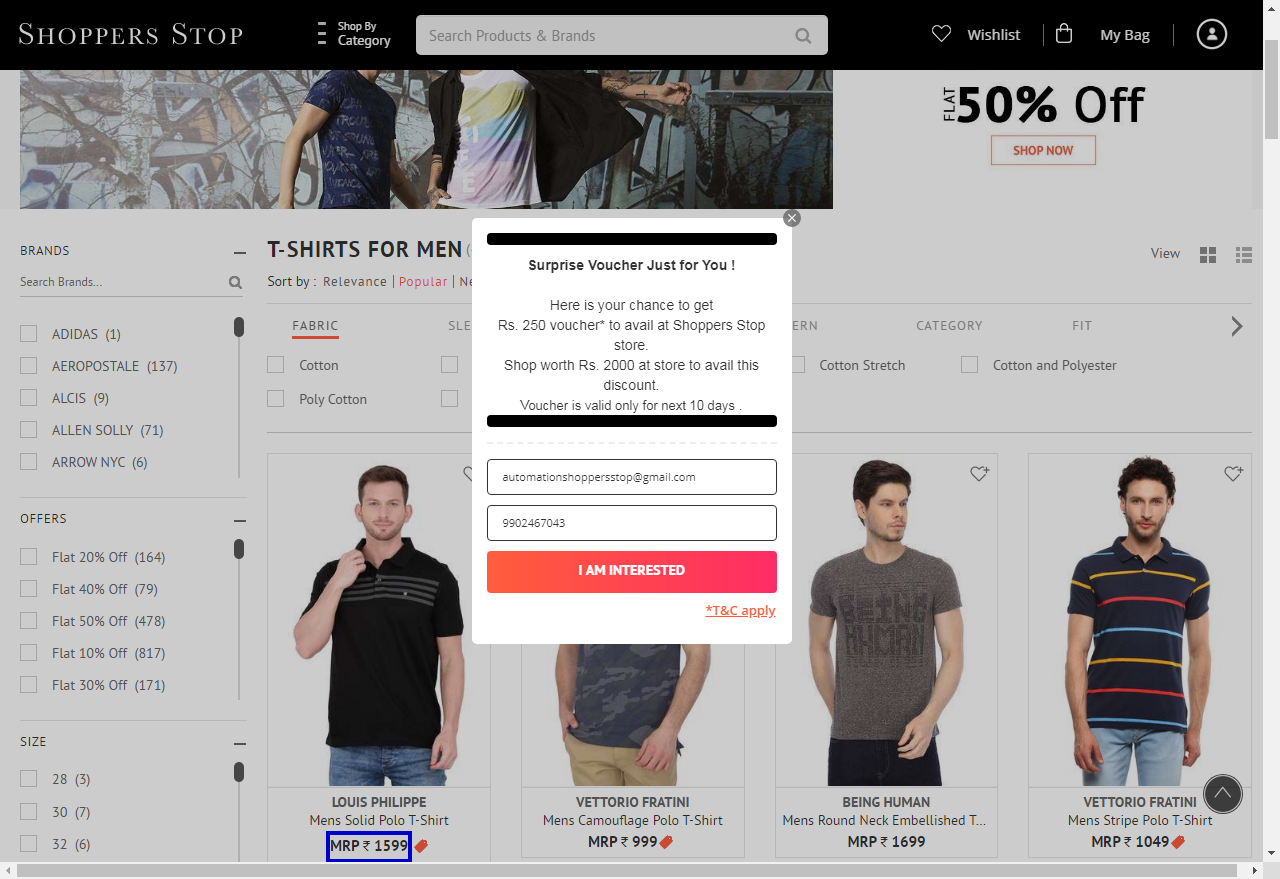 SHOPPERS STOP
Shop By
Category
Search Products & Brands
Wishlist
My Bag
FLAT 50% Off
SHOP NOW
BRANDS
Search Brands...
ADIDAS (1)
AEROPOSTALE (137)
ALCIS (9)
ALLEN SOLLY (71)
ARROW NYC (6)
OFFERS
Flat 20% Off (164)
Flat 40% Off (79)
Flat 50% Off (478)
Flat 10% Off (817)
Flat 30% Off (171)
SIZE
28 (3)
30 (7)
32 (6)
T-SHIRTS FOR MEN
View
Sort by : Relevance | Popular |
FABRIC
CATEGORY
FIT
Cotton
Cotton Stretch
Cotton and Polyester
Poly Cotton
Surprise Voucher Just for You !
Here is your chance to get
Rs. 250 voucher* to avail at Shoppers Stop
store.
Shop worth Rs. 2000 at store to avail this
discount.
Voucher is valid only for next 10 days .
automationshoppersstop@gmail.com
9902467043
I AM INTERESTED
*T&C apply
BEING
HUMAN
LOUIS PHILIPPE
Mens Solid Polo T-Shirt
MRP ₹ 1599
VETTORIO FRATINI
Mens Camouflage Polo T-Shirt
MRP ₹ 999
BEING HUMAN
Mens Round Neck Embellished T...
MRP ₹ 1699
VETTORIO FRATINI
Mens Stripe Polo T-Shirt
MRP ₹ 1049